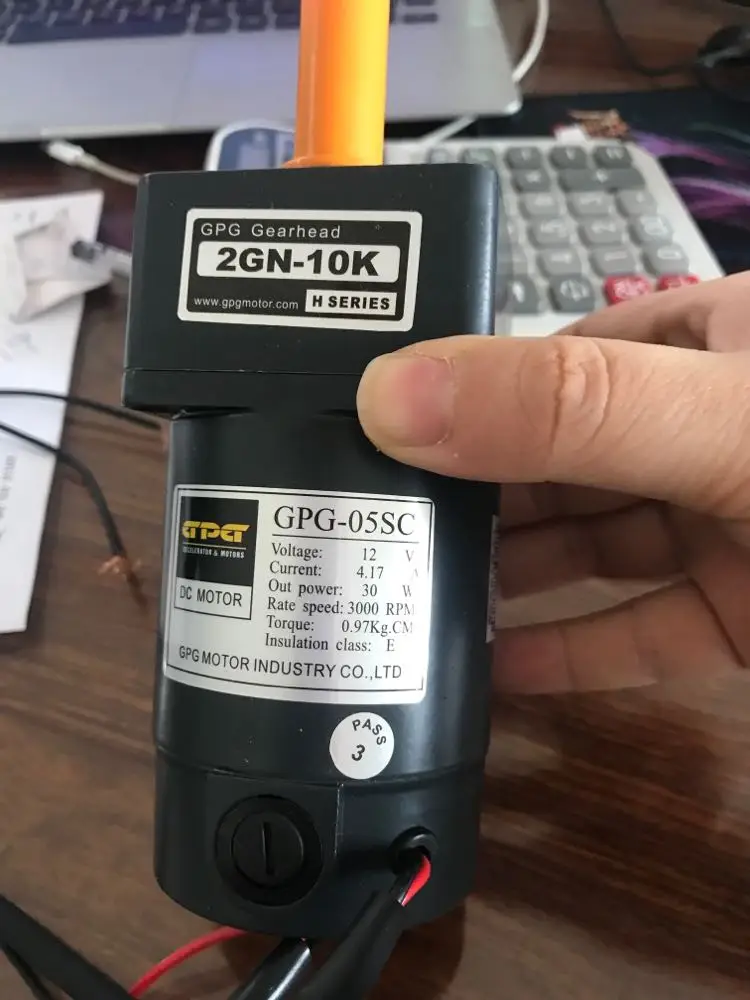 GPG Gearhead
2GN-10K
www.gpgmotor.com H SERIES
GPG
DC MOTOR
GPG-05SC
Voltage: 12 V
Current: 4.17
Out power: 30 W
Rate speed: 3000 RPM
Torque: 0.97Kg.CM
Insulation class: E
GPG MOTOR INDUSTRY CO.,LTD
PASS
3